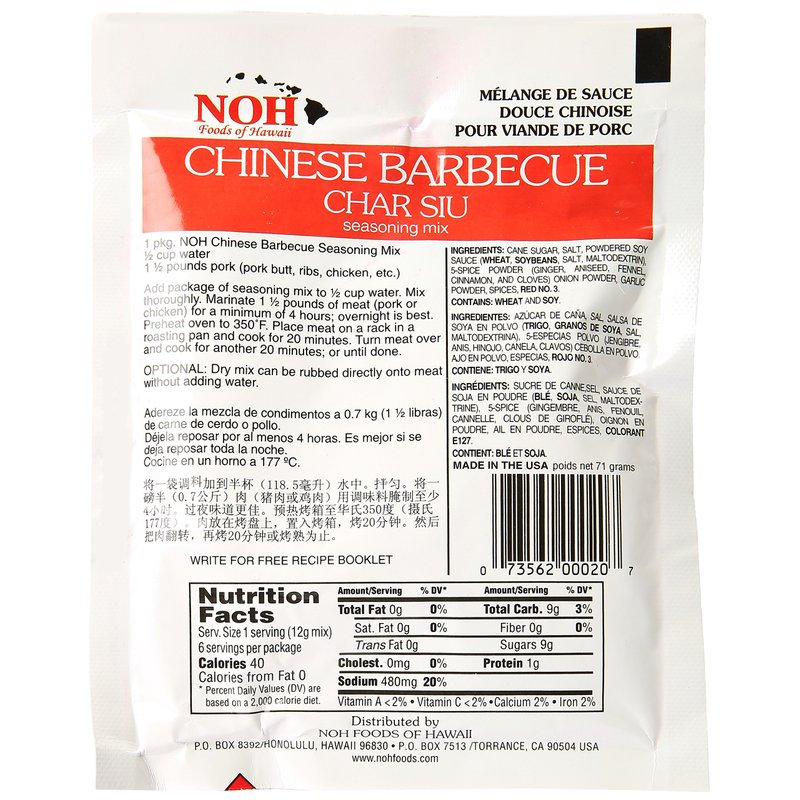 NOH
Foods of Hawaii
MÉLANGE DE SAUCE
DOUCE CHINOISE
POUR VIANDE DE PORC
CHINESE BARBECUE
CHAR SIU
seasoning mix
1 pkg. NOH Chinese Barbecue Seasoning Mix
½ cup water
1 ½ pounds pork (pork butt, ribs, chicken, etc.)
Add package of seasoning mix to ½ cup water. Mix
thoroughly. Marinate 1 ½ pounds of meat (pork or
chicken) for a minimum of 4 hours; overnight is best.
Preheat oven to 350˚F. Place meat on a rack in a
roasting pan and cook for 20 minutes. Turn meat over
and cook for another 20 minutes; or until done.
OPTIONAL: Dry mix can be rubbed directly onto meat
without adding water.
Adereze la mezcla de condimentos a 0.7 kg (1 ½ libras)
de carne de cerdo o pollo.
Déjela reposar por al menos 4 horas. Es mejor si se
deja reposar toda la noche.
Cocine en un horno a 177 ºC.
将一袋调料加到半杯（118.5毫升）水中。拌匀。将一
磅半（0.7公斤）肉（猪肉或鸡肉）用调味料腌制至少
4小时。过夜味道更佳。预热烤箱至华氏350度（摄氏
177度）。肉放在烤盘上，置入烤箱，烤20分钟。然后
把肉翻转，再烤20分钟或烤熟为止。
WRITE FOR FREE RECIPE BOOKLET
INGREDIENTS: CANE SUGAR, SALT, POWDERED SOY
SAUCE (WHEAT, SOYBEANS, SALT, MALTODEXTRIN),
5-SPICE POWDER (GINGER, ANISEED, FENNEL,
CINNAMON, AND CLOVES) ONION POWDER, GARLIC
POWDER, SPICES, RED NO. 3.
CONTAINS: WHEAT AND SOY.
INGREDIENTES: AZÚCAR DE CAÑA, SAL, SALSA DE
SOYA EN POLVO (TRIGO, GRANOS DE SOYA, SAL,
MALTODEXTRINA), 5-ESPECIAS POLVO (JENGIBRE,
ANIS, HINOJO, CANELA, CLAVOS) CEBOLLA EN POLVO,
AJO EN POLVO, ESPECIAS, ROJO NO. 3.
CONTIENE: TRIGO Y SOYA.
INGRÉDIENTS: SUCRE DE CANNE,SEL, SAUCE DE
SOJA EN POUDRE (BLÉ, SOJA, SEL, MALTODEX-
TRINE), 5-SPICE (GINGEMBRE, ANIS, FENOUIL,
CANNELLE, CLOUS DE GIROFLE), OIGNON EN
POUDRE, AIL EN POUDRE, ESPICES, COLORANT
E127.
CONTIENT: BLÉ ET SOJA.
MADE IN THE USA poids net 71 grams
0 73562 00020 7
Nutrition
Facts
Serv. Size 1 serving (12g mix)
6 servings per package
Calories 40
Calories from Fat 0
* Percent Daily Values (DV) are
based on a 2,000 calorie diet.
Amount/Serving % DV* Amount/Serving % DV*
Total Fat 0g 0% Total Carb. 9g 3%
Sat. Fat 0g 0% Fiber 0g 0%
Trans Fat 0g Sugars 9g
Cholest. 0mg 0% Protein 1g
Sodium 480mg 20%
Vitamin A <2% • Vitamin C <2% •Calcium 2% • Iron 2%
Distributed by
NOH FOODS OF HAWAII
P.O. BOX 8392/HONOLULU, HAWAII 96830 • P.O. BOX 7513 /TORRANCE, CA 90504 USA
www.nohfoods.com